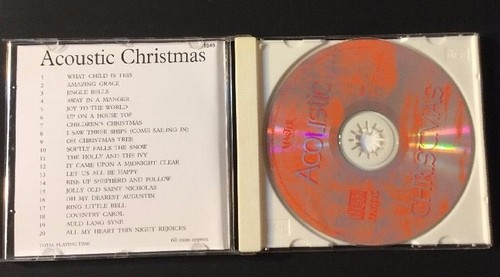 5045
Acoustic Christmas
1 WHAT CHILD IS THIS
2 AMAZING GRACE
3 JINGLE BELLS
4 AWAY IN A MANGER
5 JOY TO THE WORLD
6 UP ON A HOUSE TOP
7 CHILDREN'S CHRISTMAS
8 I SAW THREE SHIPS (COME SAILING IN)
9 OH CHRISTMAS TREE
10 SOFTLY FALLS THE SNOW
11 THE HOLLY AND THE IVY
12 IT CAME UPON A MIDNIGHT CLEAR
13 LET US ALL BE HAPPY
14 RISE UP SHEPHERD AND FOLLOW
15 JOLLY OLD SAINT NICHOLAS
16 OH MY DEAREST AUGUSTIN
17 RING LITTLE BELL
18 COVENTRY CAROL
19 AULD LANG SYNE
20 ALL MY HEART THIS NIGHT REJOICES
TOTAL PLAYING TIME 60 mins approx.
Acoustic
CHRISTMAS